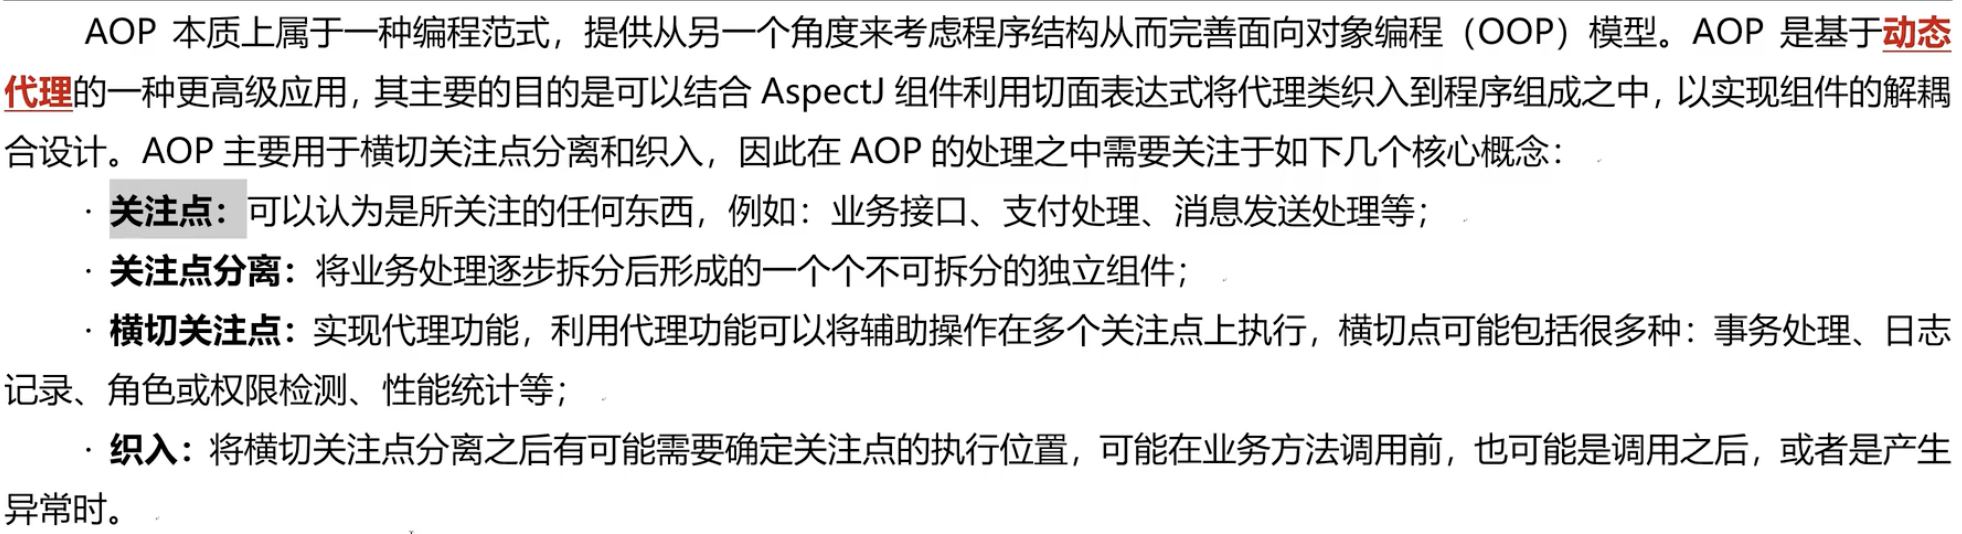 AOP 本质上属于一种编程范式，提供从另一个角度来考虑程序结构从而完善面向对象编程（OOP）模型。AOP 是基于动态
代理的一种更高级应用，其主要的目的是可以结合 AspectJ 组件利用切面表达式将代理类织入到程序组成之中，以实现组件的解耦
合设计。AOP 主要用于横切关注点分离和织入，因此在 AOP 的处理之中需要关注于如下几个核心概念：
· 关注点：可以认为是所关注的任何东西，例如：业务接口、支付处理、消息发送处理等；
· 关注点分离：将业务处理逐步拆分后形成的一个个不可拆分的独立组件；
· 横切关注点：实现代理功能，利用代理功能可以将辅助操作在多个关注点上执行，横切点可能包括很多种：事务处理、日志
记录、角色或权限检测、性能统计等；
· 织入：将横切关注点分离之后有可能需要确定关注点的执行位置，可能在业务方法调用前，也可能是调用之后，或者是产生
异常时。